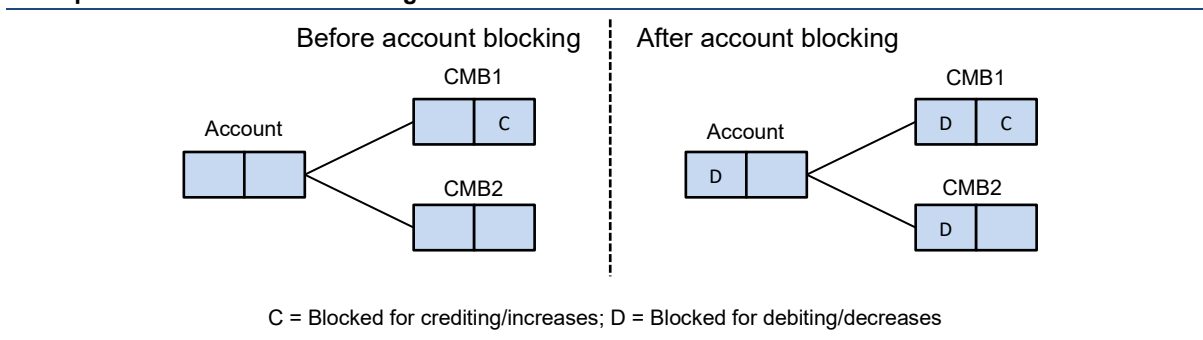 Before account blocking
After account blocking
CMB1
C
Account
CMB2
CMB1
D C
Account
D
CMB2
D
C = Blocked for crediting/increases; D = Blocked for debiting/decreases